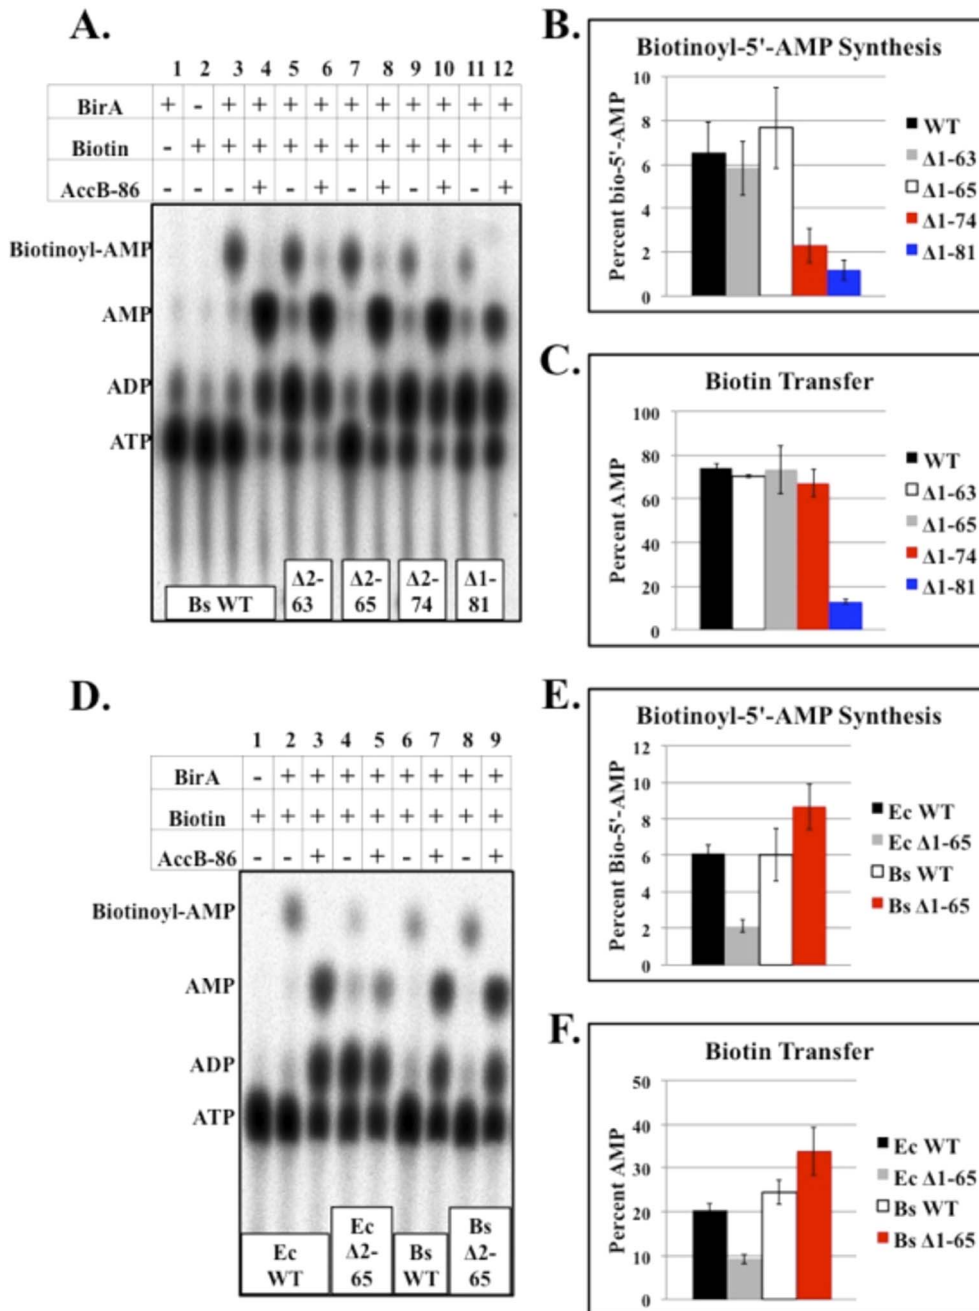 A.
1 2 3 4 5 6 7 8 9 10 11 12
BirA + - + + + + + + + + + +
Biotin - + + + + + + + + + + +
AccB-86 - - - + - + - + - + - +
Biotinoyl-AMP
AMP
ADP
ATP
Bs WT
Δ2-
63
Δ2-
65
Δ2-
74
Δ1-
81
B.
Biotinoyl-5'-AMP Synthesis
Percent bio-5'-AMP
10
8
6
4
2
0
WT
Δ1-63
Δ1-65
Δ1-74
Δ1-81
C.
Biotin Transfer
Percent AMP
100
80
60
40
20
0
WT
Δ1-63
Δ1-65
Δ1-74
Δ1-81
D.
1 2 3 4 5 6 7 8 9
BirA - + + + + + + + +
Biotin + + + + + + + + +
AccB-86 - - + - + - + - +
Biotinoyl-AMP
AMP
ADP
ATP
Ec
WT
Ec
Δ2-
65
Bs
WT
Bs
Δ2-
65
E.
Biotinoyl-5'-AMP Synthesis
Percent Bio-5'-AMP
12
10
8
6
4
2
0
Ec WT
Ec Δ1-65
Bs WT
Bs Δ1-65
F.
Biotin Transfer
Percent AMP
50
40
30
20
10
0
Ec WT
Ec Δ1-65
Bs WT
Bs Δ1-65